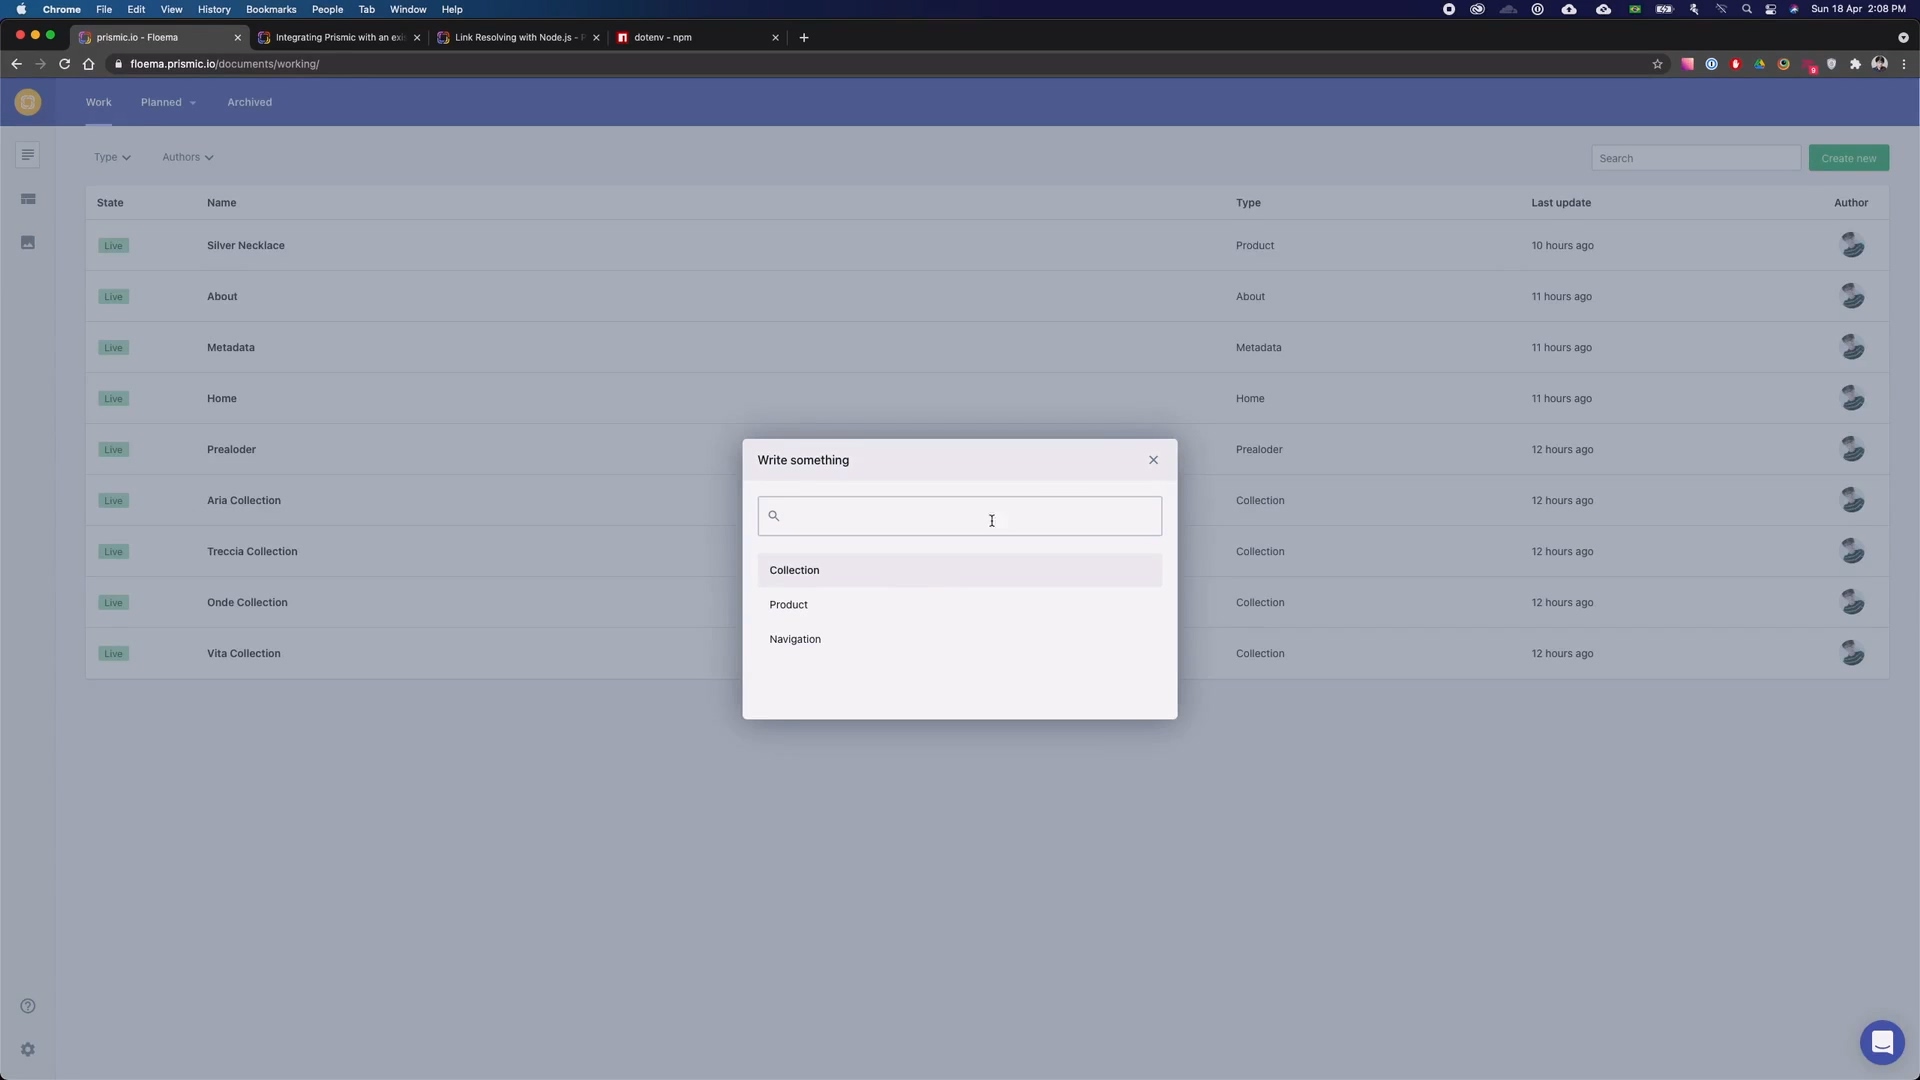 Chrome File Edit View History Bookmarks People Tab Window Help Sun 18 Apr 2:08 PM
prismic.io - Floema
Integrating Prismic with an exi
Link Resolving with Node.js -
dotenv - npm
floema.prismic.io/documents/working/
9
Work Planned Archived
Type Authors Search Create new
State Name Type Last update Author
Live Silver Necklace Product 10 hours ago
Live About About 11 hours ago
Live Metadata Metadata 11 hours ago
Live Home Home 11 hours ago
Live Prealoder Prealoder 12 hours ago
Live Aria Collection Collection 12 hours ago
Live Treccia Collection Collection 12 hours ago
Live Onde Collection Collection 12 hours ago
Live Vita Collection Collection 12 hours ago
Write something
Collection
Product
Navigation